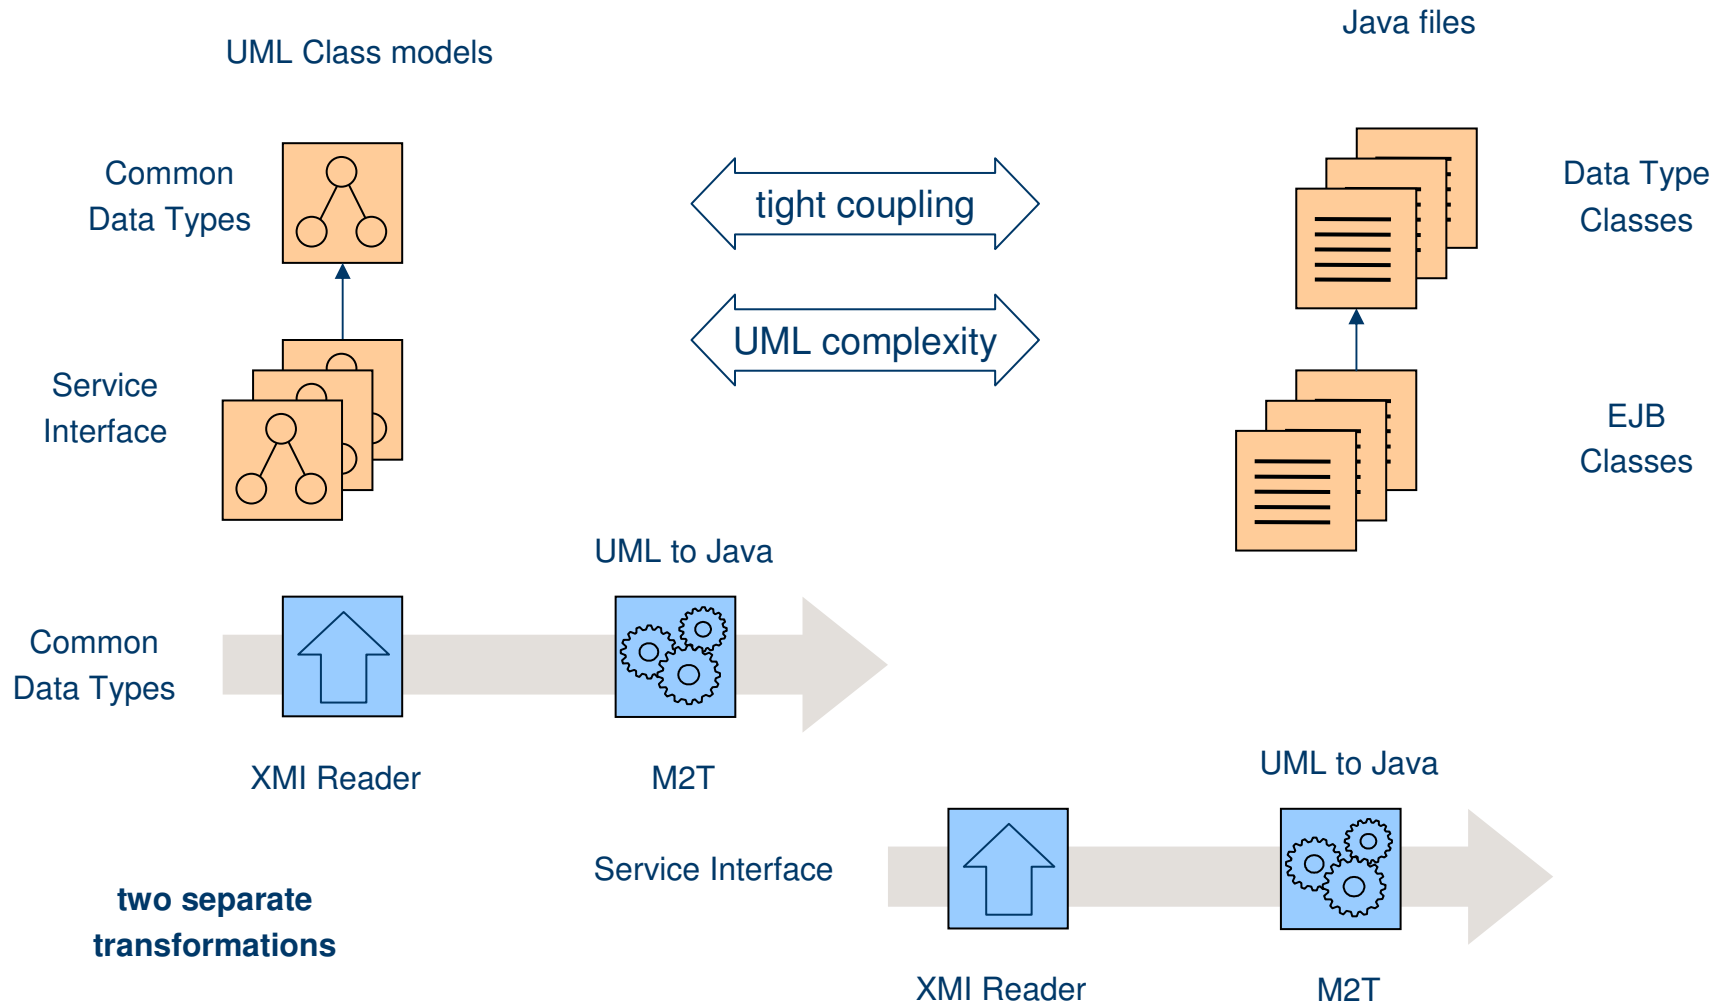 UML Class models
Java files
Common
Data Types
tight coupling
Data Type
Classes
UML complexity
Service
Interface
EJB
Classes
UML to Java
Common
Data Types
XMI Reader
M2T
UML to Java
Service Interface
two separate
transformations
XMI Reader
M2T